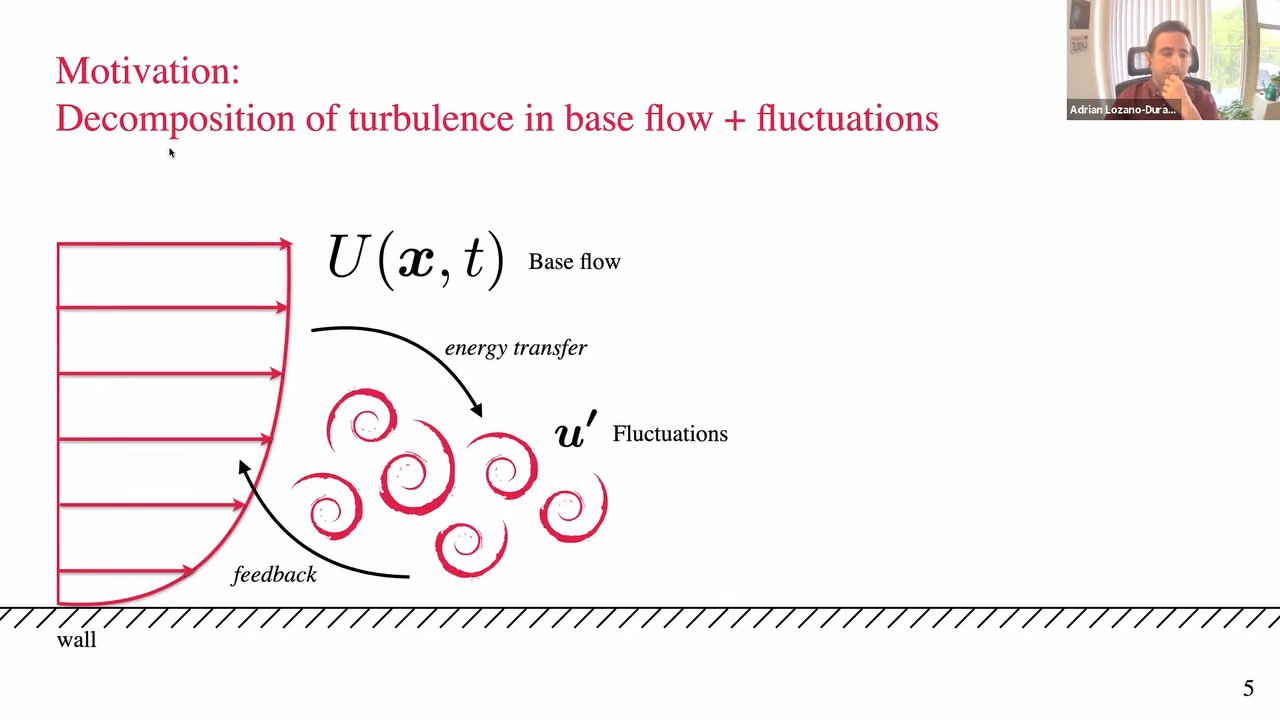 Motivation:
Decomposition of turbulence in base flow + fluctuations
Adrian Lozano-Dura...
U(x, t) Base flow
energy transfer
u′ Fluctuations
feedback
wall
5